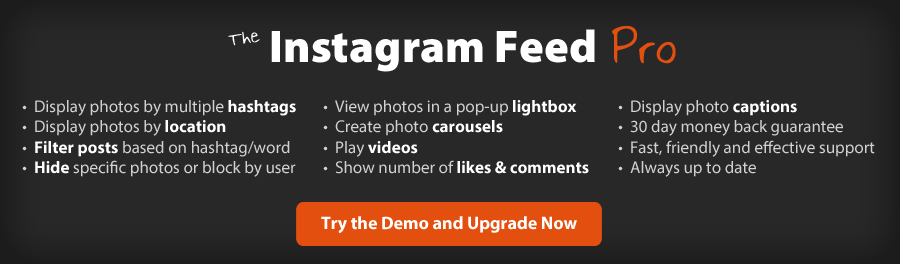 The Instagram Feed Pro
• Display photos by multiple hashtags
• Display photos by location
• Filter posts based on hashtag/word
• Hide specific photos or block by user
• View photos in a pop-up lightbox
• Create photo carousels
• Play videos
• Show number of likes & comments
• Display photo captions
• 30 day money back guarantee
• Fast, friendly and effective support
• Always up to date
Try the Demo and Upgrade Now